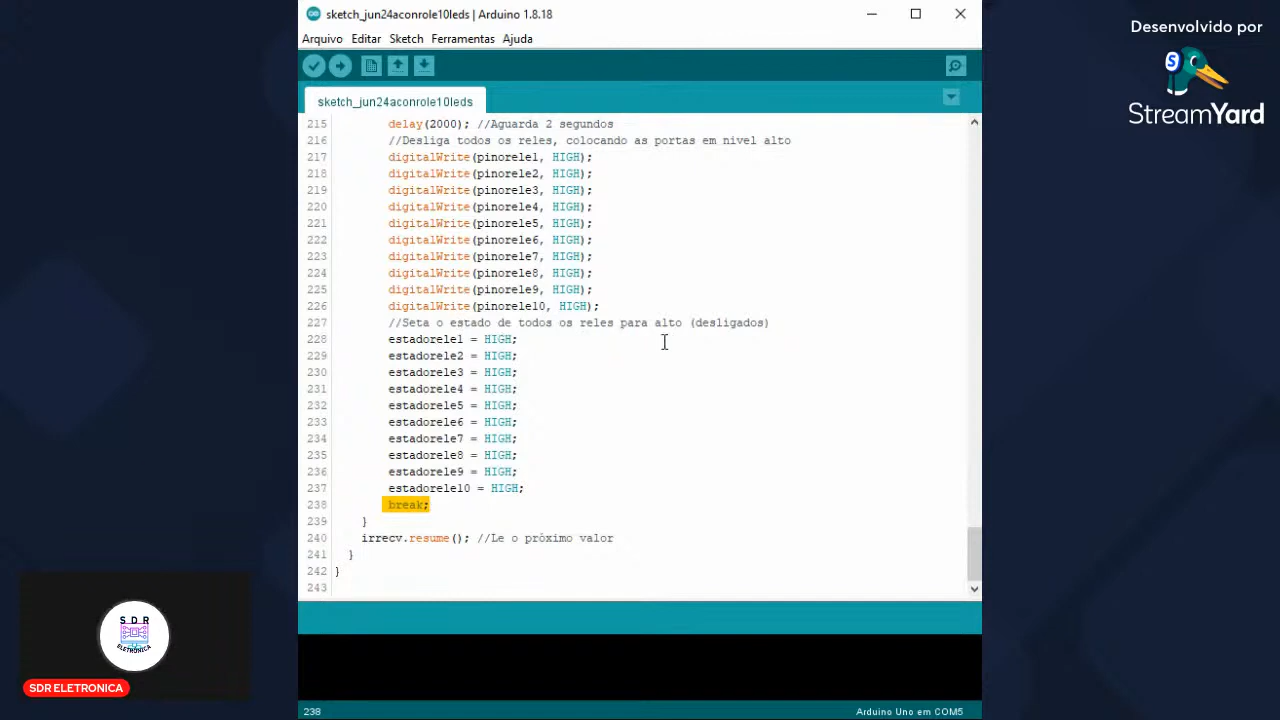 sketch_jun24aconrole10leds | Arduino 1.8.18
Arquivo Editar Sketch Ferramentas Ajuda
sketch_jun24aconrole10leds
215 delay(2000); //Aguarda 2 segundos
216 //Desliga todos os reles, colocando as portas em nivel alto
217 digitalWrite(pinorele1, HIGH);
218 digitalWrite(pinorele2, HIGH);
219 digitalWrite(pinorele3, HIGH);
220 digitalWrite(pinorele4, HIGH);
221 digitalWrite(pinorele5, HIGH);
222 digitalWrite(pinorele6, HIGH);
223 digitalWrite(pinorele7, HIGH);
224 digitalWrite(pinorele8, HIGH);
225 digitalWrite(pinorele9, HIGH);
226 digitalWrite(pinorele10, HIGH);
227 //Seta o estado de todos os reles para alto (desligados)
228 estadorele1 = HIGH;
229 estadorele2 = HIGH;
230 estadorele3 = HIGH;
231 estadorele4 = HIGH;
232 estadorele5 = HIGH;
233 estadorele6 = HIGH;
234 estadorele7 = HIGH;
235 estadorele8 = HIGH;
236 estadorele9 = HIGH;
237 estadorele10 = HIGH;
238 break;
239 }
240 irrecv.resume(); //Le o próximo valor
241 }
242 }
243
238
Arduino Uno em COM5
Desenvolvido por
S
StreamYard
S D R
ELETRONICA
SDR ELETRONICA